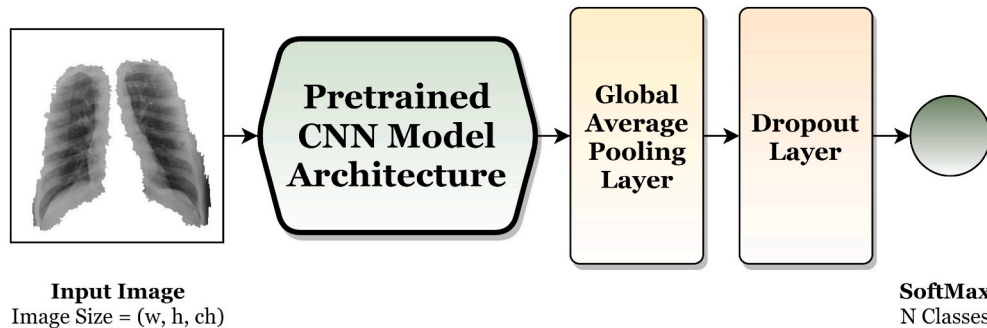 Pretrained
CNN Model
Architecture
Global
Average
Pooling
Layer
Dropout
Layer
Input Image
Image Size = (w, h, ch)
SoftMax
N Classes